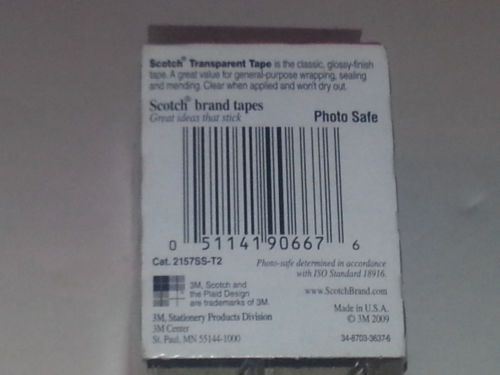 Scotch® Transparent Tape is the classic, glossy-finish
tape. A great value for general-purpose wrapping, sealing
and mending. Clear when applied and won't dry out.
Scotch® brand tapes
Great ideas that stick
Photo Safe
0 51141 90667 6
Cat. 2157SS-T2
Photo-safe determined in accordance
with ISO Standard 18916.
3M, Scotch and
the Plaid Design
are trademarks of 3M.
www.ScotchBrand.com
3M, Stationery Products Division
3M Center
St. Paul, MN 55144-1000
Made in U.S.A.
© 3M 2009
34-8703-3637-6